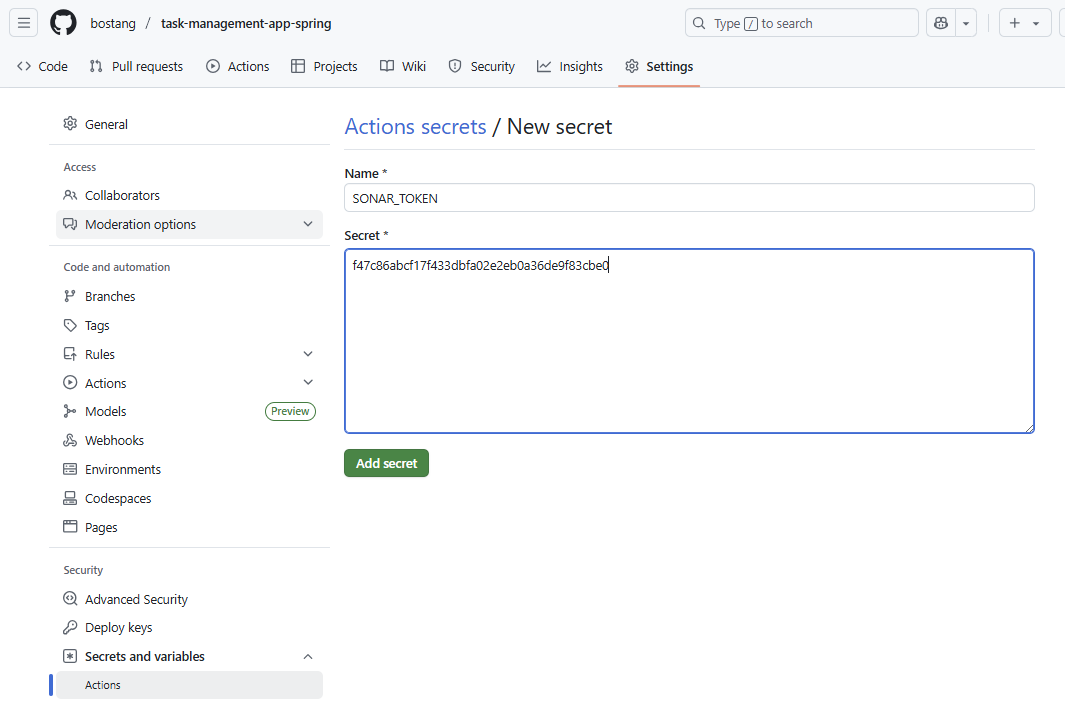 bostang / task-management-app-spring
Type / to search
Code Pull requests Actions Projects Wiki Security Insights Settings
General
Access
Collaborators
Moderation options
Code and automation
Branches
Tags
Rules
Actions
Models Preview
Webhooks
Environments
Codespaces
Pages
Security
Advanced Security
Deploy keys
Secrets and variables
Actions
Actions secrets / New secret
Name *
SONAR_TOKEN
Secret *
f47c86abcf17f433dbfa02e2eb0a36de9f83cbe0
Add secret